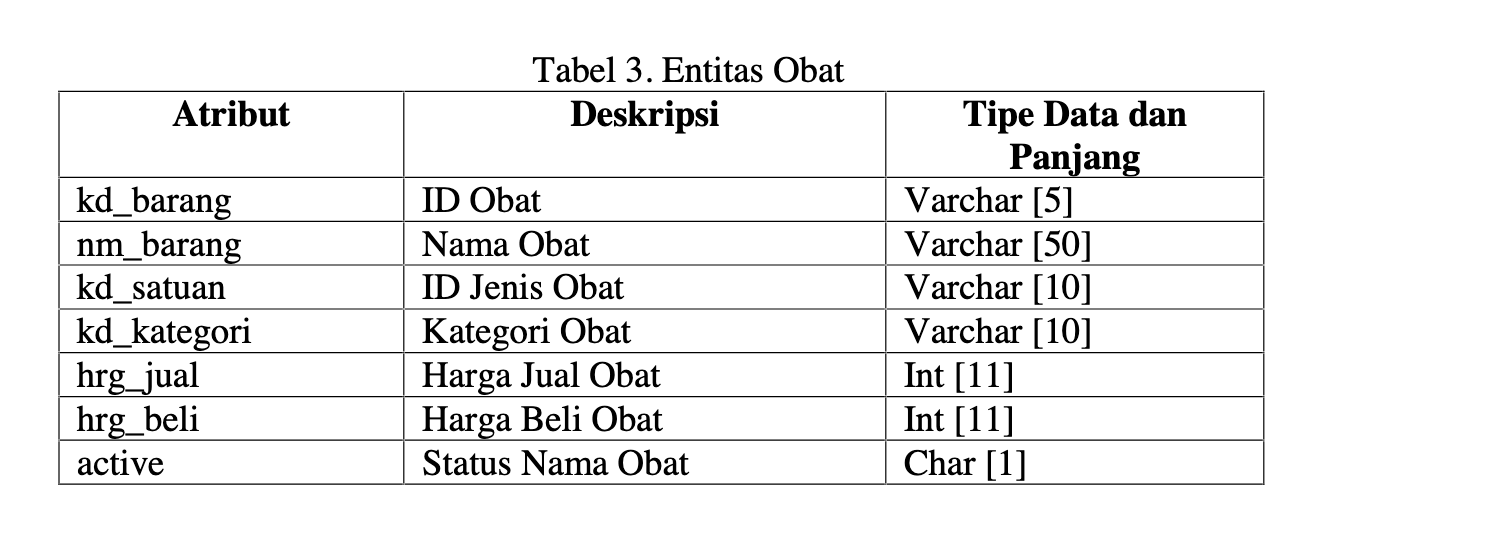 Tabel 3. Entitas Obat
Atribut Deskripsi Tipe Data dan
Panjang
kd_barang ID Obat Varchar [5]
nm_barang Nama Obat Varchar [50]
kd_satuan ID Jenis Obat Varchar [10]
kd_kategori Kategori Obat Varchar [10]
hrg_jual Harga Jual Obat Int [11]
hrg_beli Harga Beli Obat Int [11]
active Status Nama Obat Char [1]